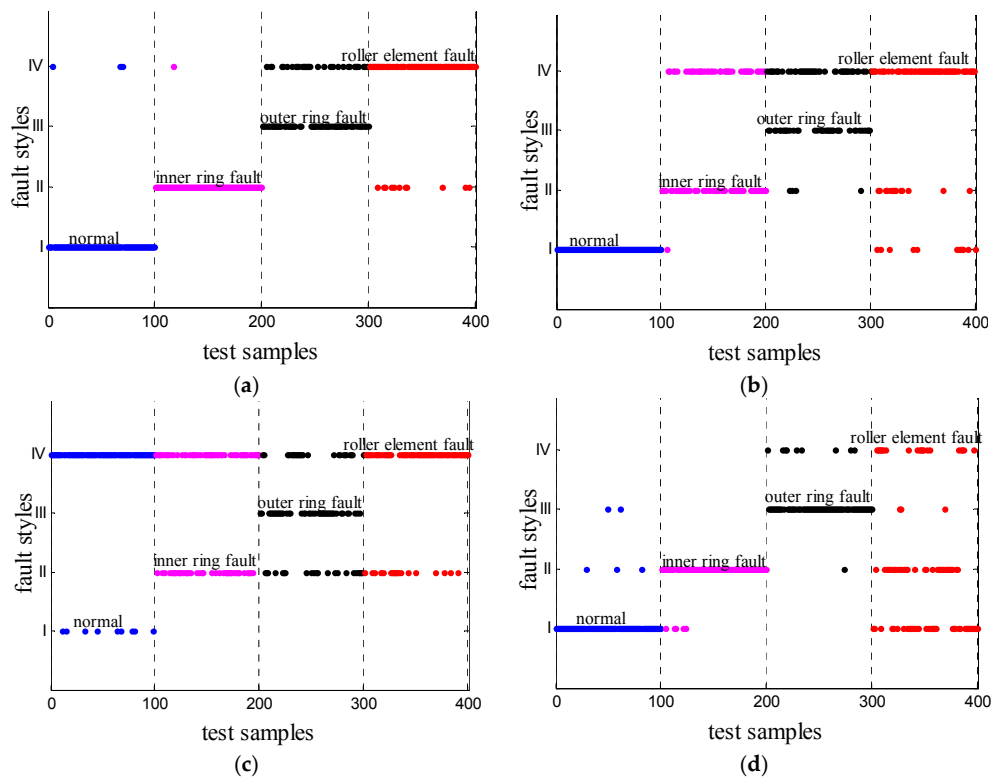 IV
roller element fault
III
outer ring fault
fault styles
II
inner ring fault
I
normal
0 100 200 300 400
test samples
(a)
IV
roller element fault
III
outer ring fault
fault styles
II
inner ring fault
I
normal
0 100 200 300 400
test samples
(b)
IV
roller element fault
III
outer ring fault
fault styles
II
inner ring fault
I
normal
0 100 200 300 400
test samples
(c)
IV
roller element fault
III
outer ring fault
fault styles
II
inner ring fault
I
normal
0 100 200 300 400
test samples
(d)